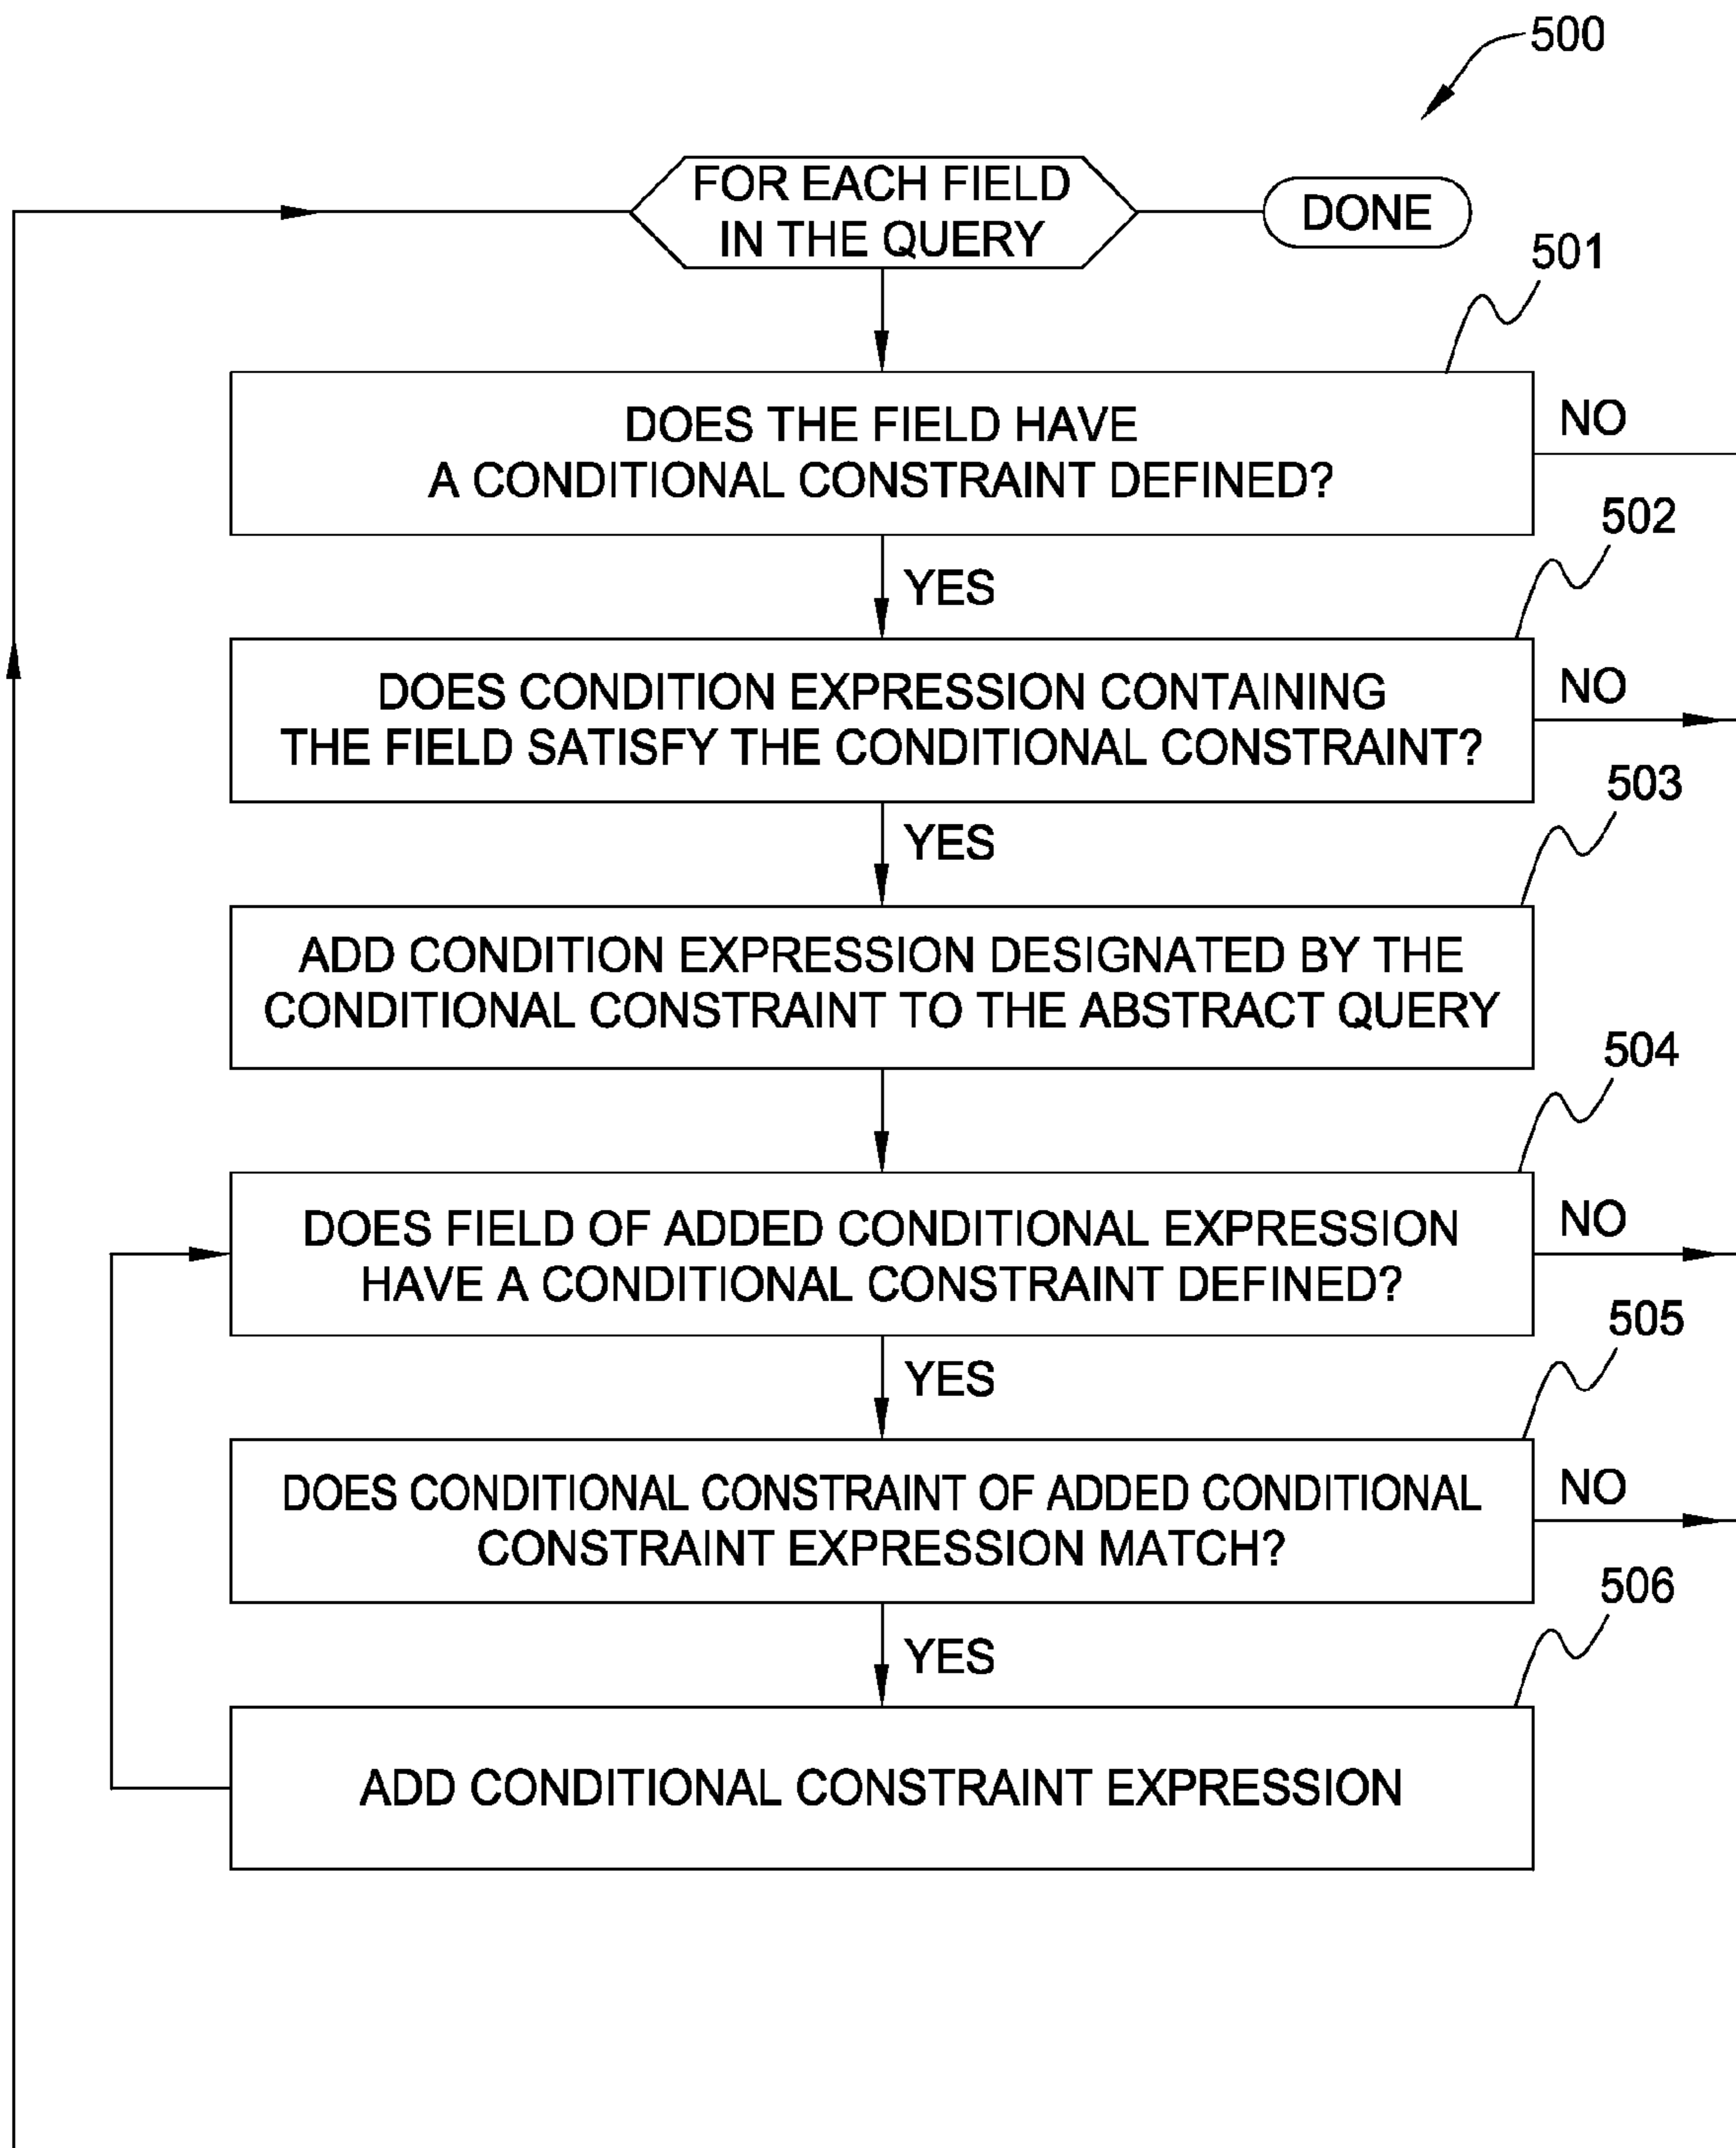 500
FOR EACH FIELD
IN THE QUERY
DONE
501
DOES THE FIELD HAVE
A CONDITIONAL CONSTRAINT DEFINED?
NO
YES
502
DOES CONDITION EXPRESSION CONTAINING
THE FIELD SATISFY THE CONDITIONAL CONSTRAINT?
NO
YES
503
ADD CONDITION EXPRESSION DESIGNATED BY THE
CONDITIONAL CONSTRAINT TO THE ABSTRACT QUERY
504
DOES FIELD OF ADDED CONDITIONAL EXPRESSION
HAVE A CONDITIONAL CONSTRAINT DEFINED?
NO
YES
505
DOES CONDITIONAL CONSTRAINT OF ADDED CONDITIONAL
CONSTRAINT EXPRESSION MATCH?
NO
YES
506
ADD CONDITIONAL CONSTRAINT EXPRESSION